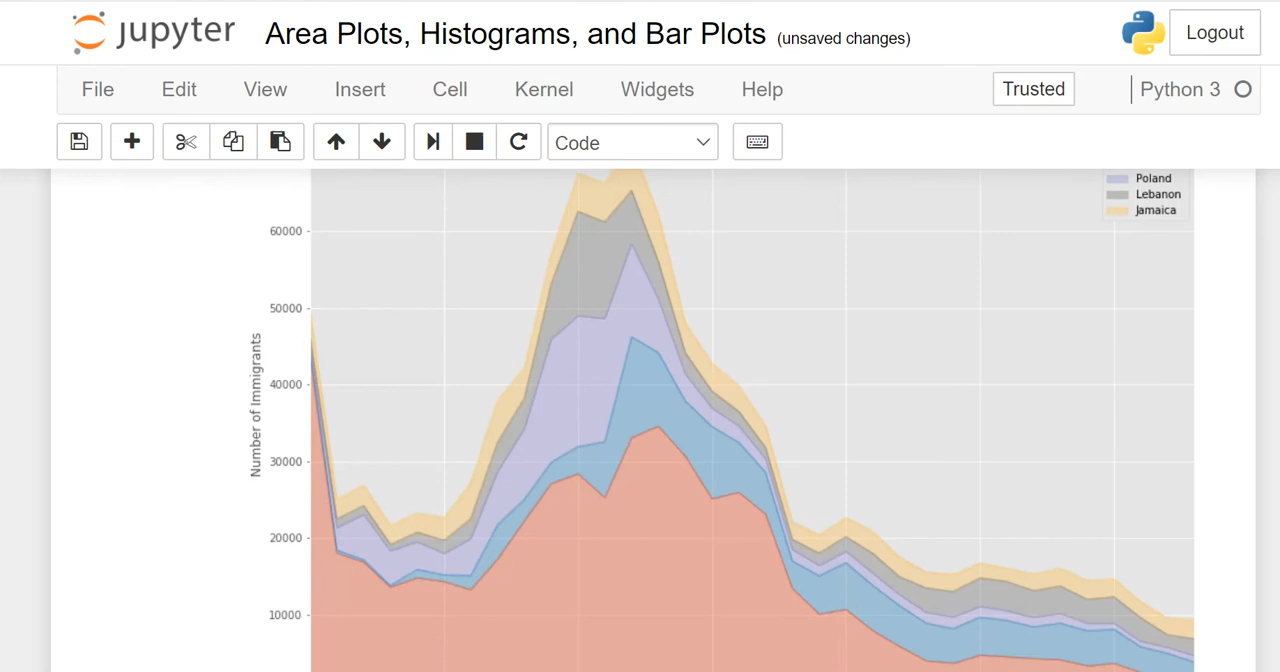 jupyter Area Plots, Histograms, and Bar Plots (unsaved changes) Logout
File Edit View Insert Cell Kernel Widgets Help Trusted Python 3
Code
Poland
Lebanon
Jamaica
60000
50000
40000
30000
20000
10000
Number of Immigrants